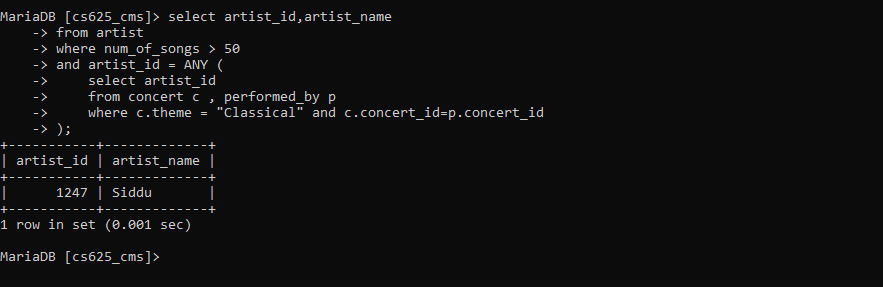 MariaDB [cs625_cms]> select artist_id,artist_name
    -> from artist
    -> where num_of_songs > 50
    -> and artist_id = ANY (
    ->     select artist_id
    ->     from concert c , performed_by p
    ->     where c.theme = "Classical" and c.concert_id=p.concert_id
    -> );
+-----------+-------------+
| artist_id | artist_name |
+-----------+-------------+
|      1247 | Siddu       |
+-----------+-------------+
1 row in set (0.001 sec)

MariaDB [cs625_cms]>